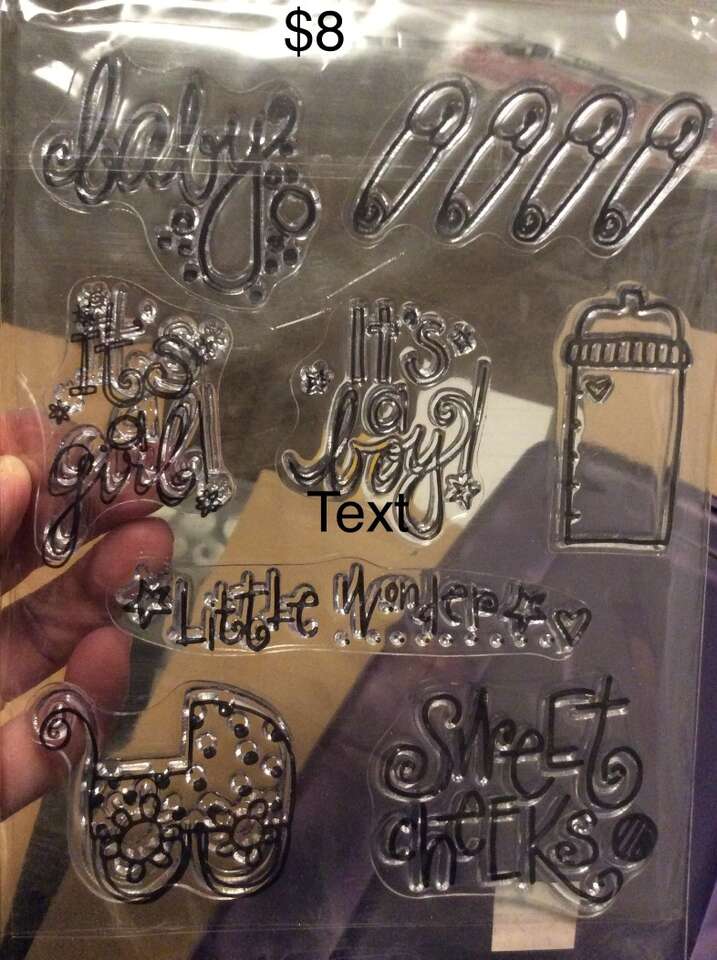 $8
baby
It's
a
girl!
It's
a
boy!
Text
Little Wonder
Sweet
cheeks